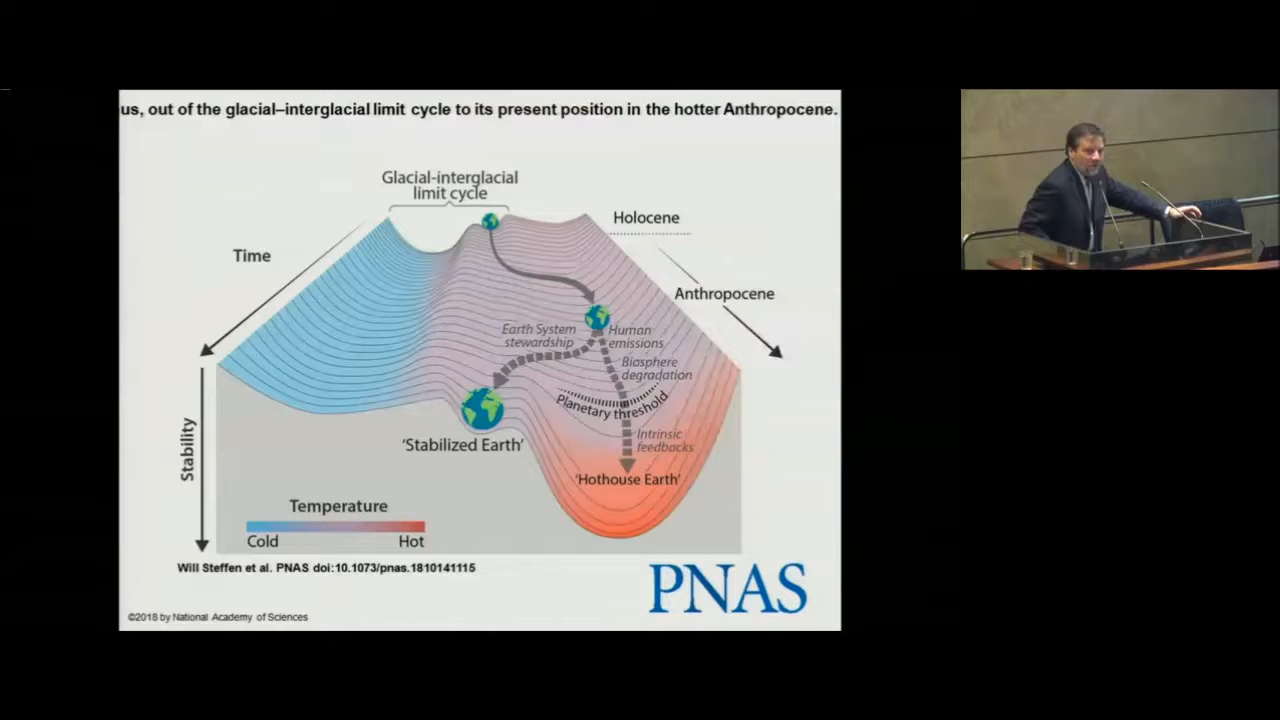 us, out of the glacial–interglacial limit cycle to its present position in the hotter Anthropocene.
Glacial-interglacial
limit cycle
Holocene
Time
Anthropocene
Earth System
stewardship
Human
emissions
Biosphere
degradation
Planetary threshold
Stability
'Stabilized Earth'
Intrinsic
feedbacks
'Hothouse Earth'
Temperature
Cold
Hot
Will Steffen et al. PNAS doi:10.1073/pnas.1810141115
PNAS
©2018 by National Academy of Sciences